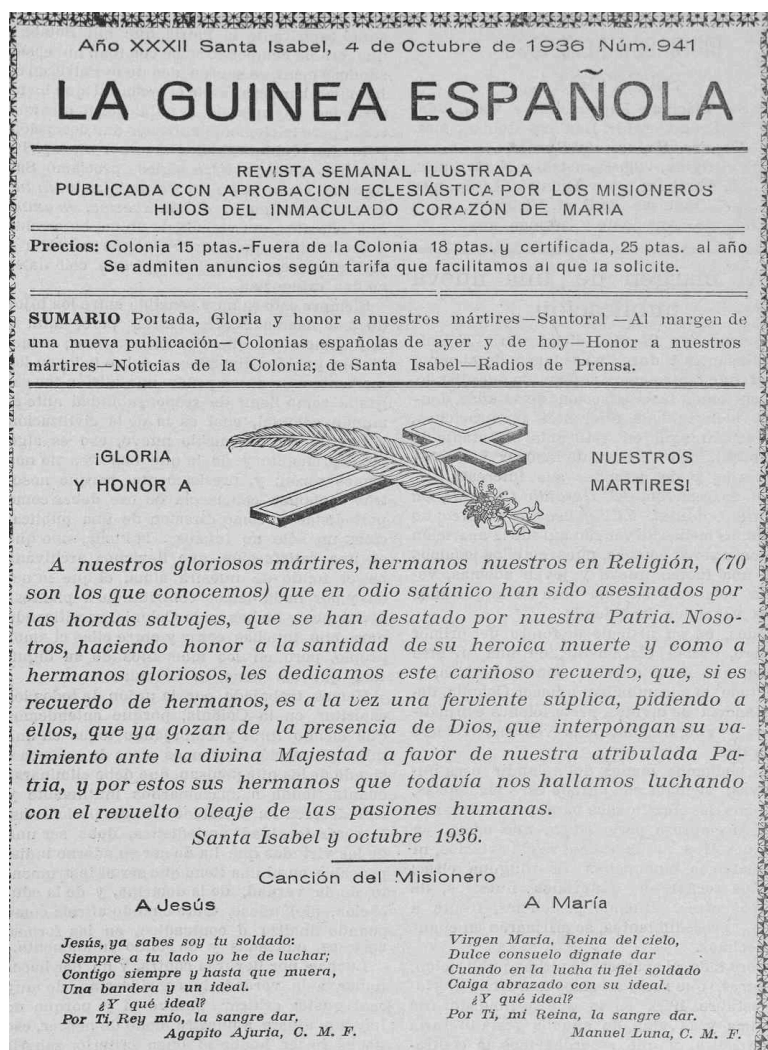 Año XXXII Santa Isabel, 4 de Octubre de 1936 Núm. 941
LA GUINEA ESPAÑOLA
REVISTA SEMANAL ILUSTRADA
PUBLICADA CON APROBACION ECLESIÁSTICA POR LOS MISIONEROS
HIJOS DEL INMACULADO CORAZÓN DE MARIA
Precios: Colonia 15 ptas.-Fuera de la Colonia 18 ptas. y certificada, 25 ptas. al año
Se admiten anuncios según tarifa que facilitamos al que la solicite.
SUMARIO Portada, Gloria y honor a nuestros mártires—Santoral —Al margen de
una nueva publicación—Colonias españolas de ayer y de hoy—Honor a nuestros
mártires—Noticias de la Colonia; de Santa Isabel—Radios de Prensa.
¡GLORIA
Y HONOR A
NUESTROS
MARTIRES!
A nuestros gloriosos mártires, hermanos nuestros en Religión, (70
son los que conocemos) que en odio satánico han sido asesinados por
las hordas salvajes, que se han desatado por nuestra Patria. Noso-
tros, haciendo honor a la santidad de su heroica muerte y como a
hermanos gloriosos, les dedicamos este cariñoso recuerdo, que, si es
recuerdo de hermanos, es a la vez una ferviente súplica, pidiendo a
ellos, que ya gozan de la presencia de Dios, que interpongan su va-
limiento ante la divina Majestad a favor de nuestra atribulada Pa-
tria, y por estos sus hermanos que todavía nos hallamos luchando
con el revuelto oleaje de las pasiones humanas.
Santa Isabel y octubre 1936.
Canción del Misionero
A Jesús
Jesús, ya sabes soy tu soldado:
Siempre a tu lado yo he de luchar;
Contigo siempre y hasta que muera,
Una bandera y un ideal.
¿Y qué ideal?
Por Ti, Rey mio, la sangre dar,
Agapito Ajuria, C. M. F.
A María
Virgen María, Reina del cielo,
Dulce consuelo dignate dar
Cuando en la lucha tu fiel soldado
Caiga abrazado con su ideal.
¿Y qué ideal?
Por Ti, mi Reina, la sangre dar.
Manuel Luna, C, M. F.